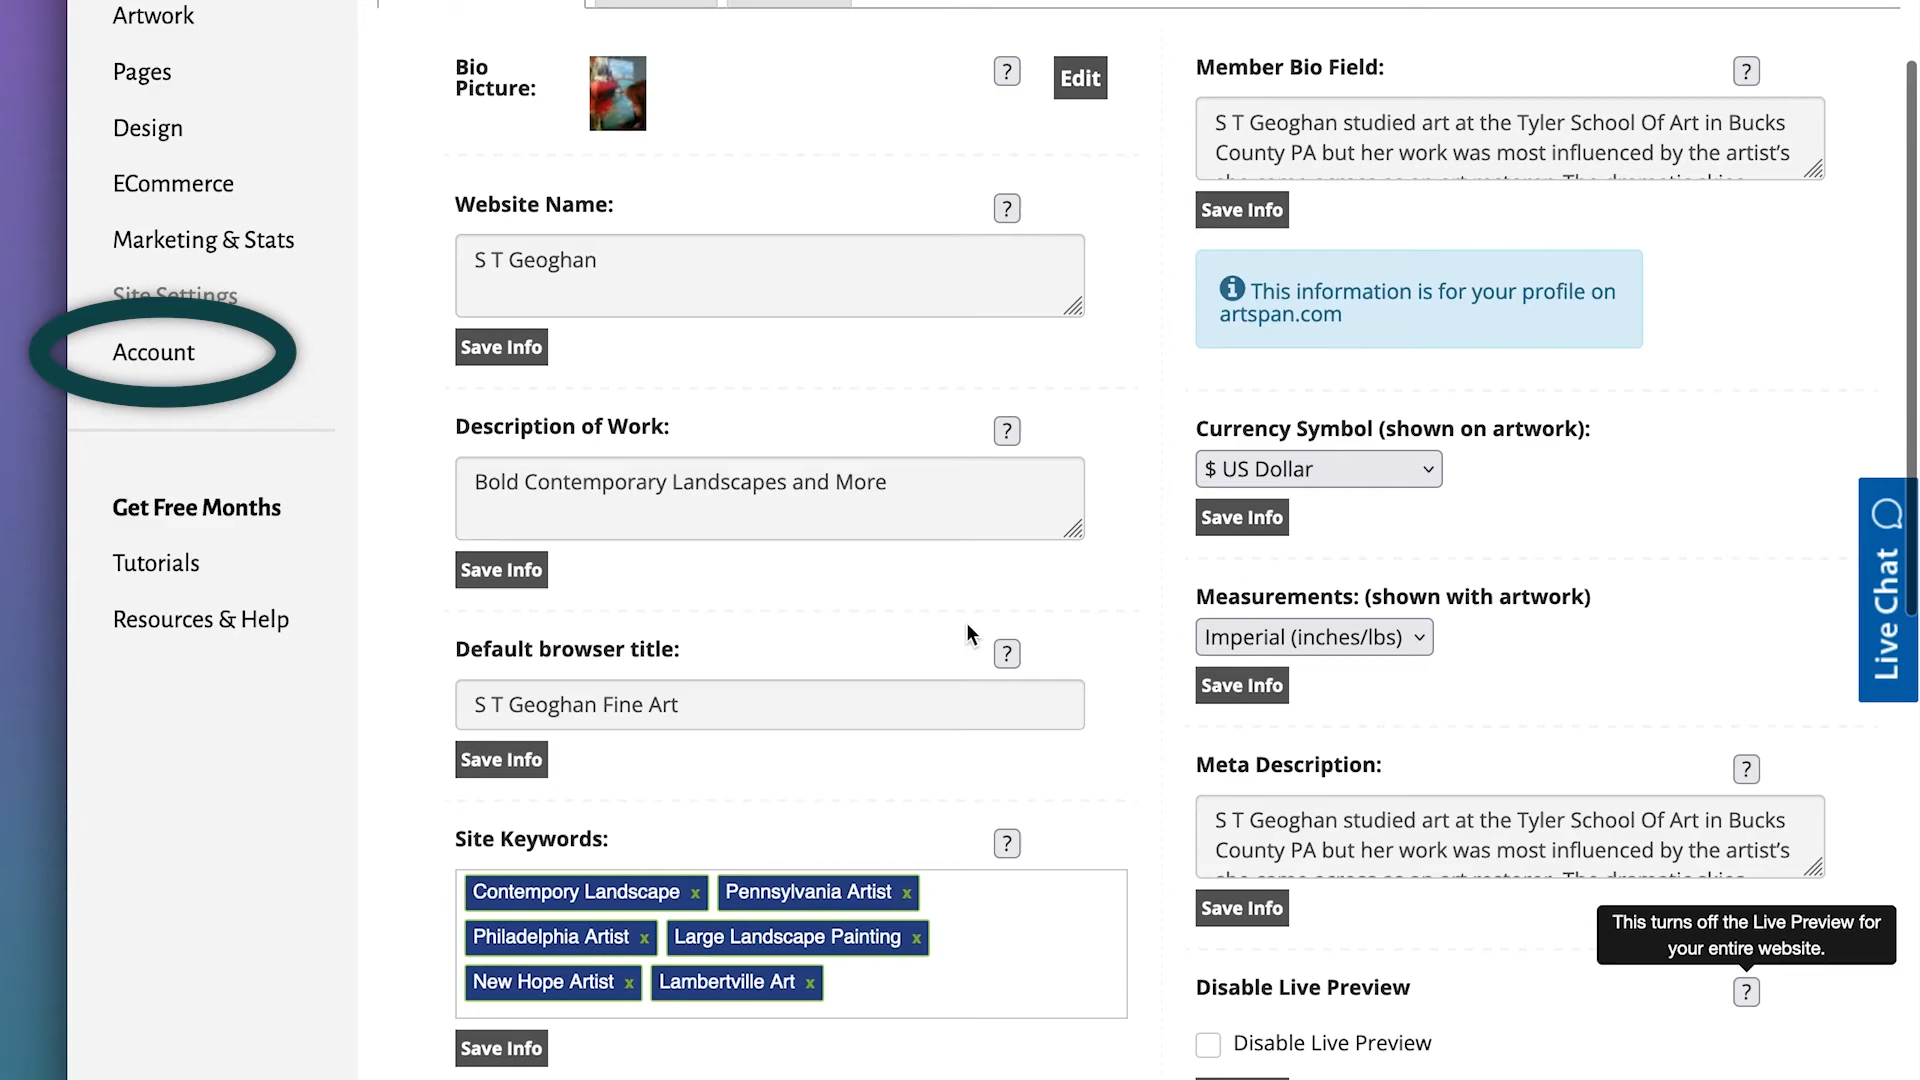 Artwork
Pages
Design
ECommerce
Marketing & Stats
Site Settings
Account
Get Free Months
Tutorials
Resources & Help
Bio
Picture:
?
Edit
Website Name:
?
S T Geoghan
Save Info
Description of Work:
?
Bold Contemporary Landscapes and More
Save Info
Default browser title:
?
S T Geoghan Fine Art
Save Info
Site Keywords:
?
Contempory Landscape x Pennsylvania Artist x
Philadelphia Artist x Large Landscape Painting x
New Hope Artist x Lambertville Art x
Save Info
Member Bio Field:
?
S T Geoghan studied art at the Tyler School Of Art in Bucks
County PA but her work was most influenced by the artist’s
Save Info
This information is for your profile on
artspan.com
Currency Symbol (shown on artwork):
$ US Dollar
Save Info
Measurements: (shown with artwork)
Imperial (inches/lbs)
Save Info
Meta Description:
?
S T Geoghan studied art at the Tyler School Of Art in Bucks
County PA but her work was most influenced by the artist’s
Save Info
This turns off the Live Preview for
your entire website.
Disable Live Preview
?
Disable Live Preview
Live Chat